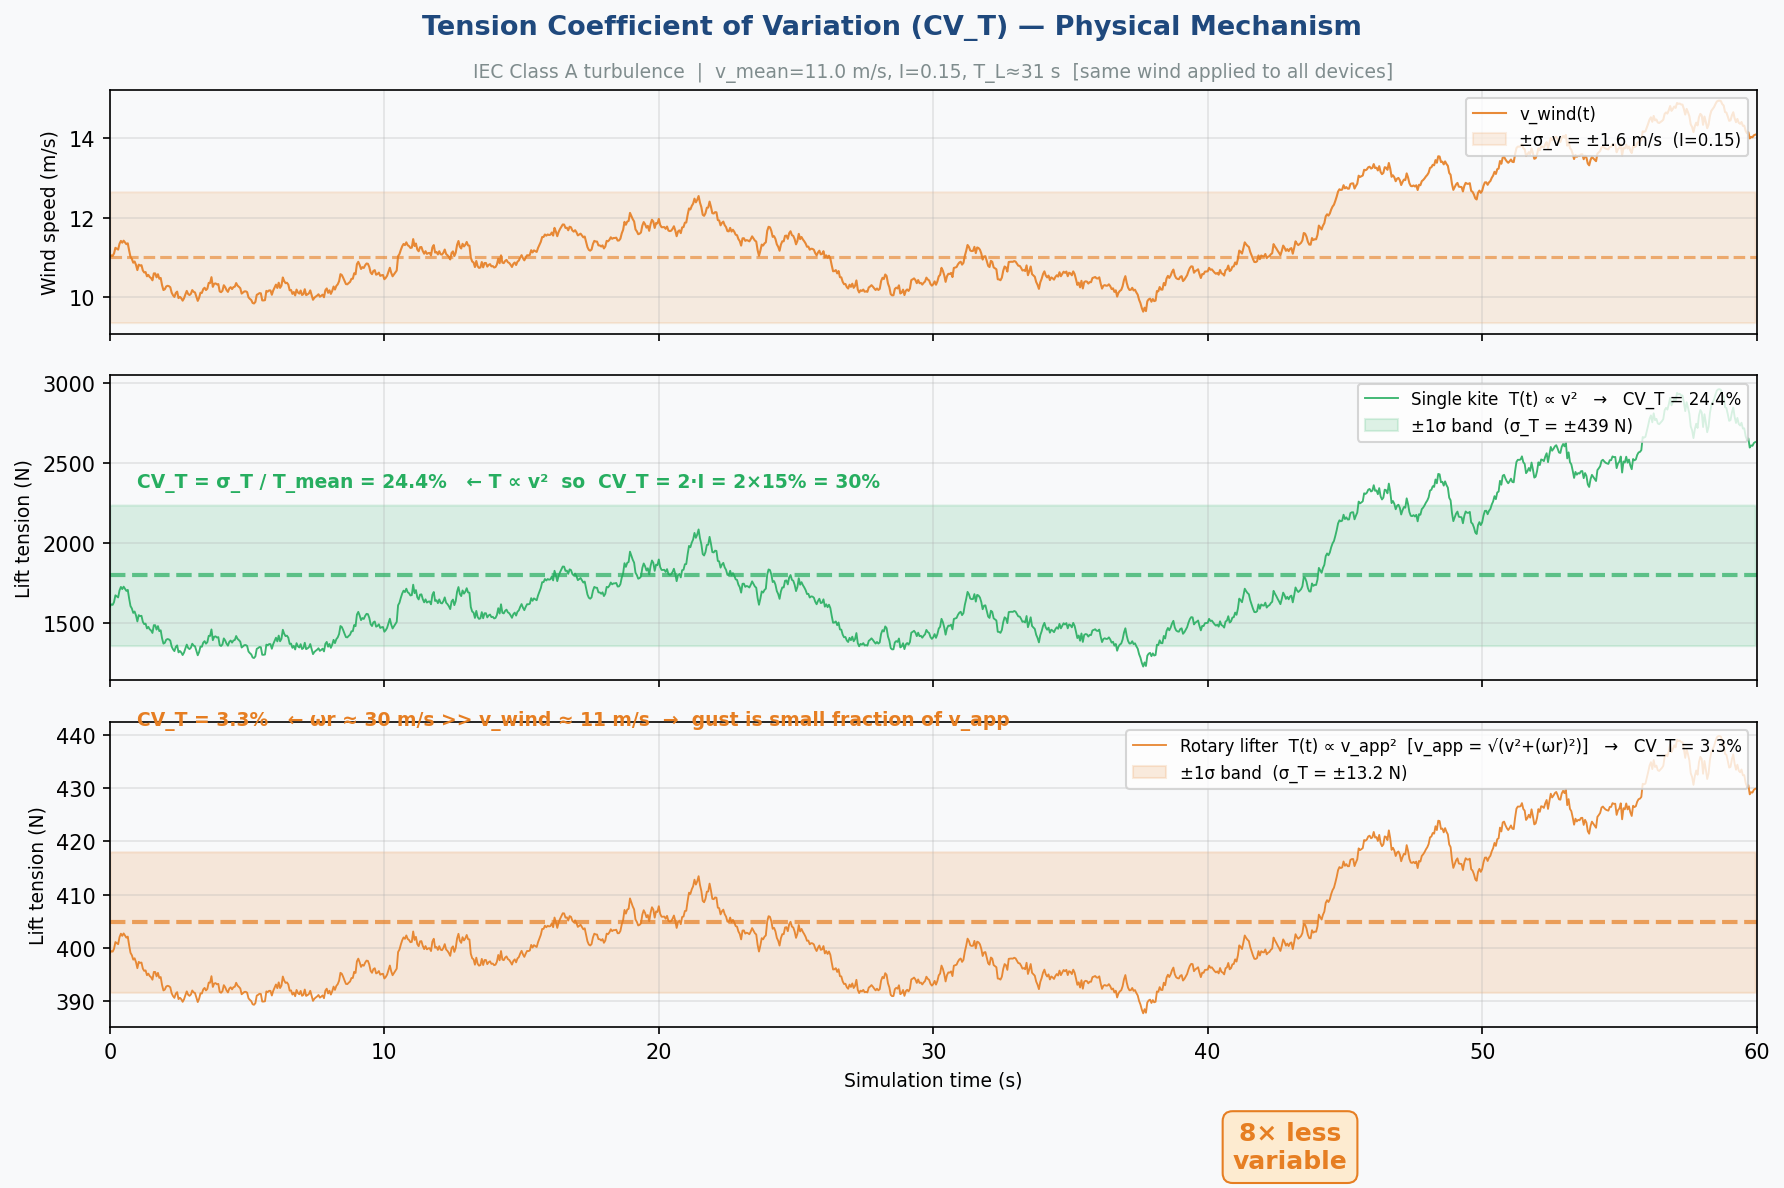 Tension Coefficient of Variation (CV_T) — Physical Mechanism
IEC Class A turbulence | v_mean=11.0 m/s, I=0.15, T_L≈31 s [same wind applied to all devices]
Wind speed (m/s)
14
12
10
v_wind(t)
±σ_v = ±1.6 m/s (I=0.15)
Lift tension (N)
3000
2500
2000
1500
Single kite T(t) ∝ v² → CV_T = 24.4%
±1σ band (σ_T = ±439 N)
CV_T = σ_T / T_mean = 24.4% ← T ∝ v² so CV_T = 2·I = 2×15% = 30%
CV_T = 3.3% ← ωr ≈ 30 m/s >> v_wind ≈ 11 m/s → gust is small fraction of v_app
Lift tension (N)
440
430
420
410
400
390
Rotary lifter T(t) ∝ v_app² [v_app = √(v²+(ωr)²)] → CV_T = 3.3%
±1σ band (σ_T = ±13.2 N)
0 10 20 30 40 50 60
Simulation time (s)
8× less
variable